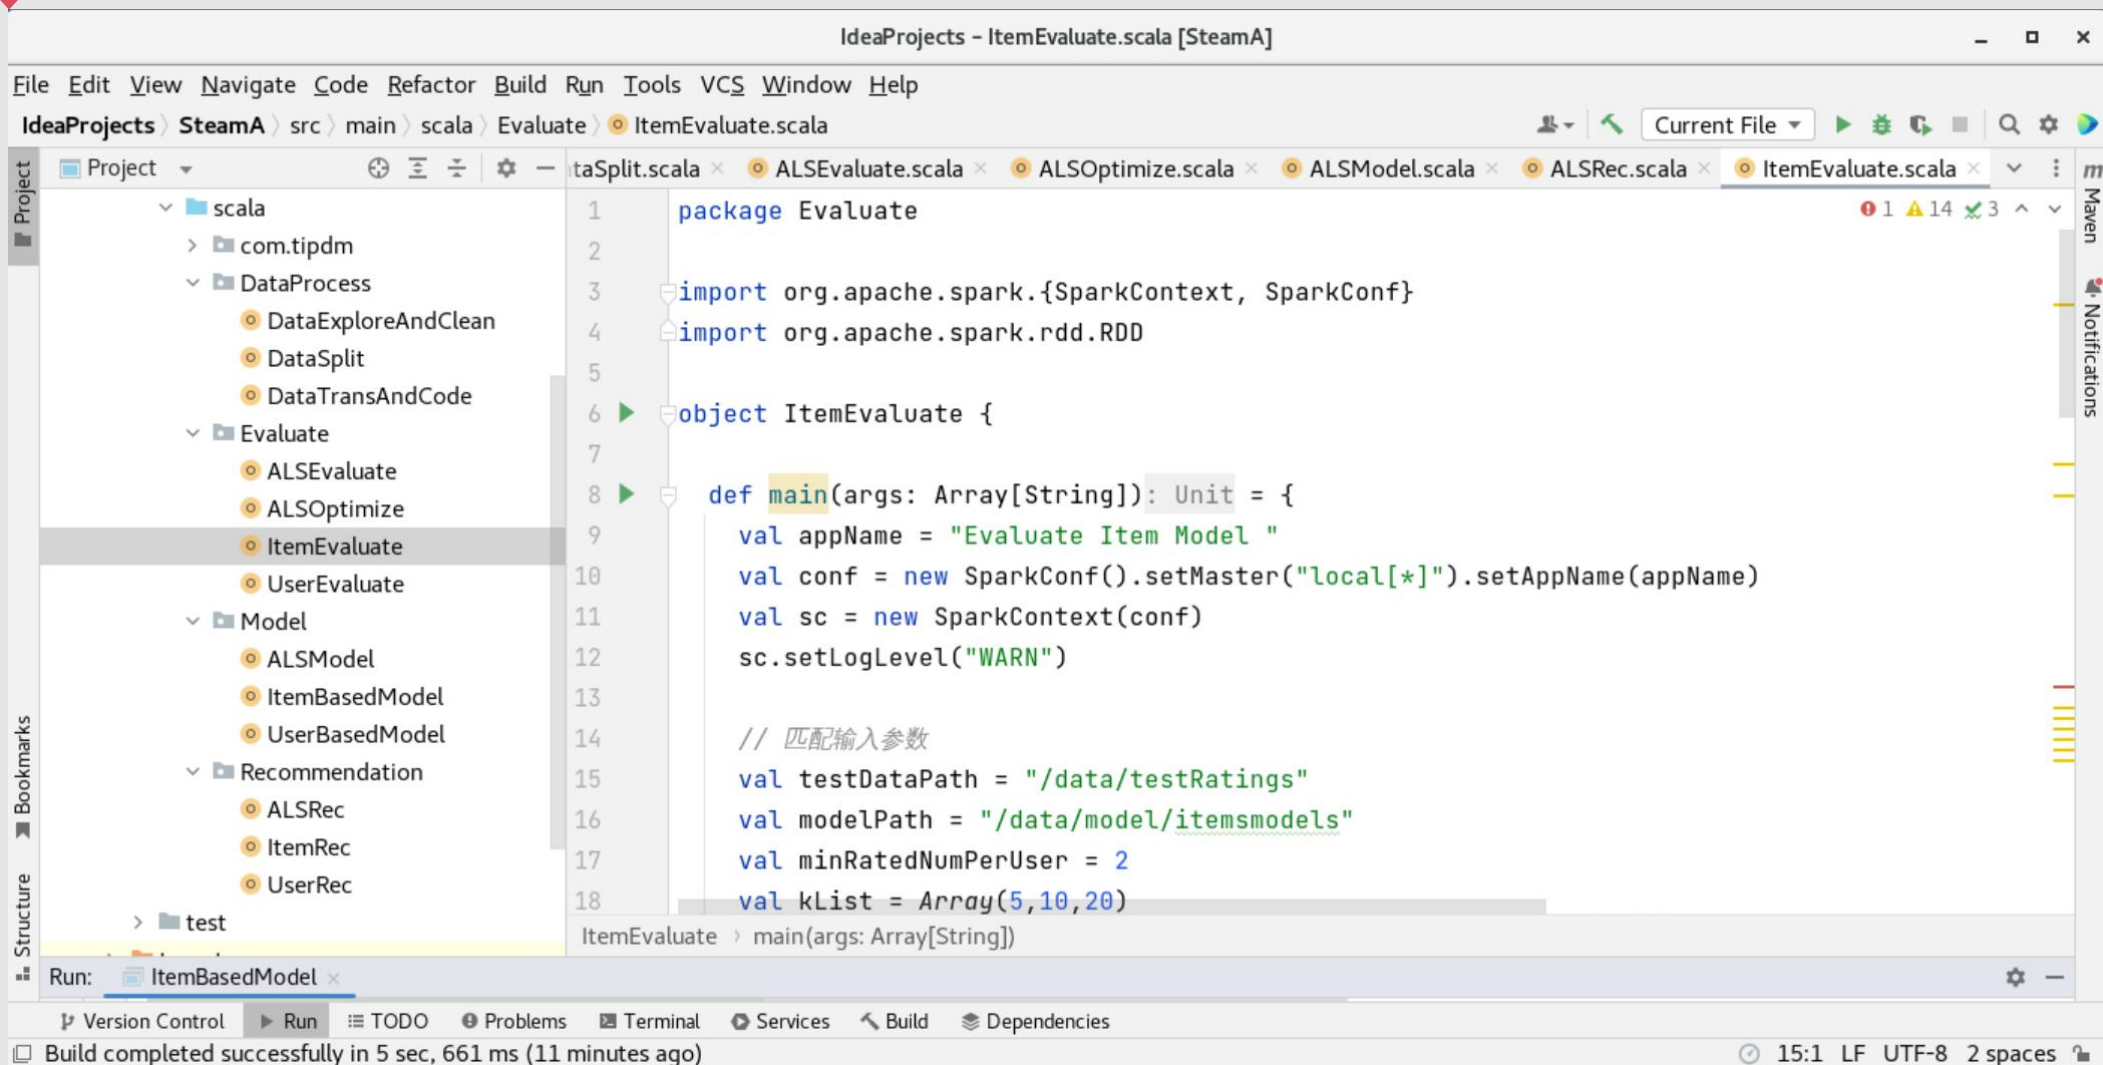 IdeaProjects – ItemEvaluate.scala [SteamA]
File Edit View Navigate Code Refactor Build Run Tools VCS Window Help
IdeaProjects SteamA src main scala Evaluate ItemEvaluate.scala
Current File
Project
Project
taSplit.scala ALSEvaluate.scala ALSOptimize.scala ALSModel.scala ALSRec.scala ItemEvaluate.scala
Maven
Notifications
Bookmarks
Structure
scala
com.tipdm
DataProcess
DataExploreAndClean
DataSplit
DataTransAndCode
Evaluate
ALSEvaluate
ALSOptimize
ItemEvaluate
UserEvaluate
Model
ALSModel
ItemBasedModel
UserBasedModel
Recommendation
ALSRec
ItemRec
UserRec
test
1 14 3
1 package Evaluate
2
3 import org.apache.spark.{SparkContext, SparkConf}
4 import org.apache.spark.rdd.RDD
5
6 object ItemEvaluate {
7
8 def main(args: Array[String]): Unit = {
9 val appName = "Evaluate Item Model "
10 val conf = new SparkConf().setMaster("local[*]").setAppName(appName)
11 val sc = new SparkContext(conf)
12 sc.setLogLevel("WARN")
13
14 // 匹配输入参数
15 val testDataPath = "/data/testRatings"
16 val modelPath = "/data/model/itemsmodels"
17 val minRatedNumPerUser = 2
18 val kList = Array(5,10,20)
ItemEvaluate main(args: Array[String])
Run: ItemBasedModel
Version Control Run TODO Problems Terminal Services Build Dependencies
Build completed successfully in 5 sec, 661 ms (11 minutes ago)
15:1 LF UTF-8 2 spaces